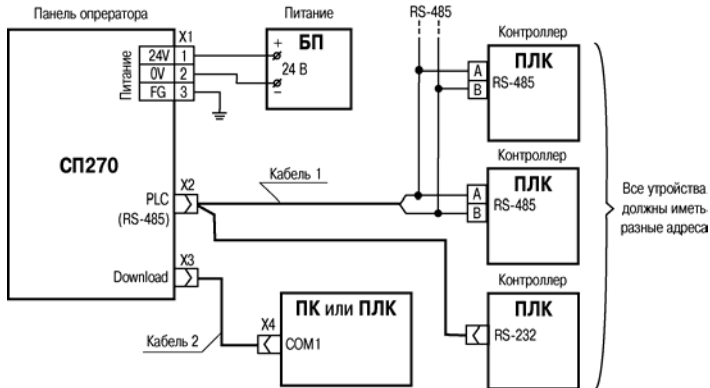 Панель опрератора
Питание
RS-485
Контроллер
X1
24V 1
0V 2
FG 3
Питание
+
БП
24 В
–
A
B
ПЛК
RS-485
СП270
Контроллер
X2
PLC
(RS-485)
Кабель 1
A
B
ПЛК
RS-485
Все утройства
должны иметь
разные адреса
X3
Download
Контроллер
Кабель 2
X4
ПК или ПЛК
COM1
ПЛК
RS-232